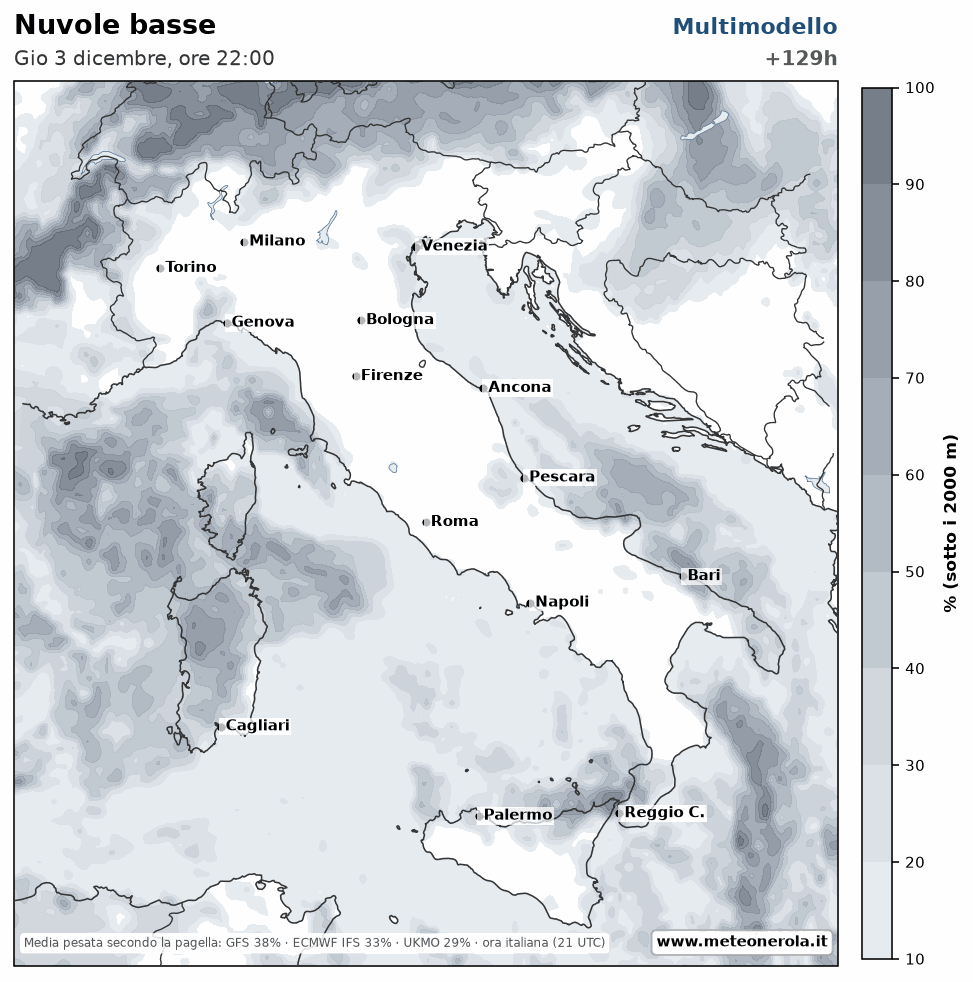 Nuvole basse
Multimodello
Gio 3 dicembre, ore 22:00
+129h
100
90
80
70
60
50
40
30
20
10
% (sotto i 2000 m)
Milano
Venezia
Torino
Genova
Bologna
Firenze
Ancona
Pescara
Roma
Bari
Napoli
Cagliari
Palermo
Reggio C.
Media pesata secondo la pagella: GFS 38% · ECMWF IFS 33% · UKMO 29% · ora italiana (21 UTC)
www.meteonerola.it